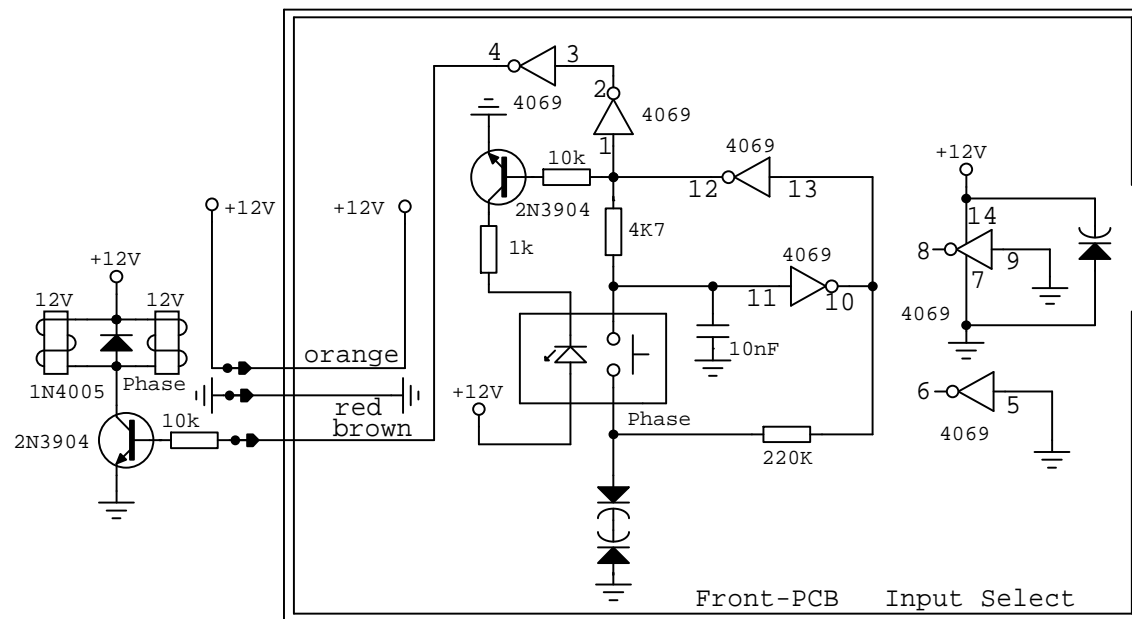 4
3
4069
2
4069
1
10k
2N3904
4069
12
13
4K7
1k
4069
11
10
10nF
+12V
Phase
220K
+12V
+12V
+12V
12V
12V
1N4005
Phase
2N3904
10k
orange
red
brown
+12V
14
8
9
7
4069
6
5
4069
Front-PCB Input Select